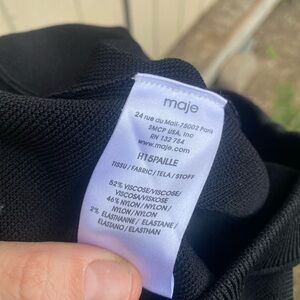 maje
24 rue du Mail-75002 Paris
SMCP USA, Inc
RN 132 784
www.maje.com
H15PAILLE
TISSU / FABRIC / TELA / STOFF
52% VISCOSE/VISCOSE/
VISCOSA/VISKOSE
46% NYLON / NYLON
NYLON / NYLON
2% ELASTHANNE / ELASTANE /
ELASTANO / ELASTHAN